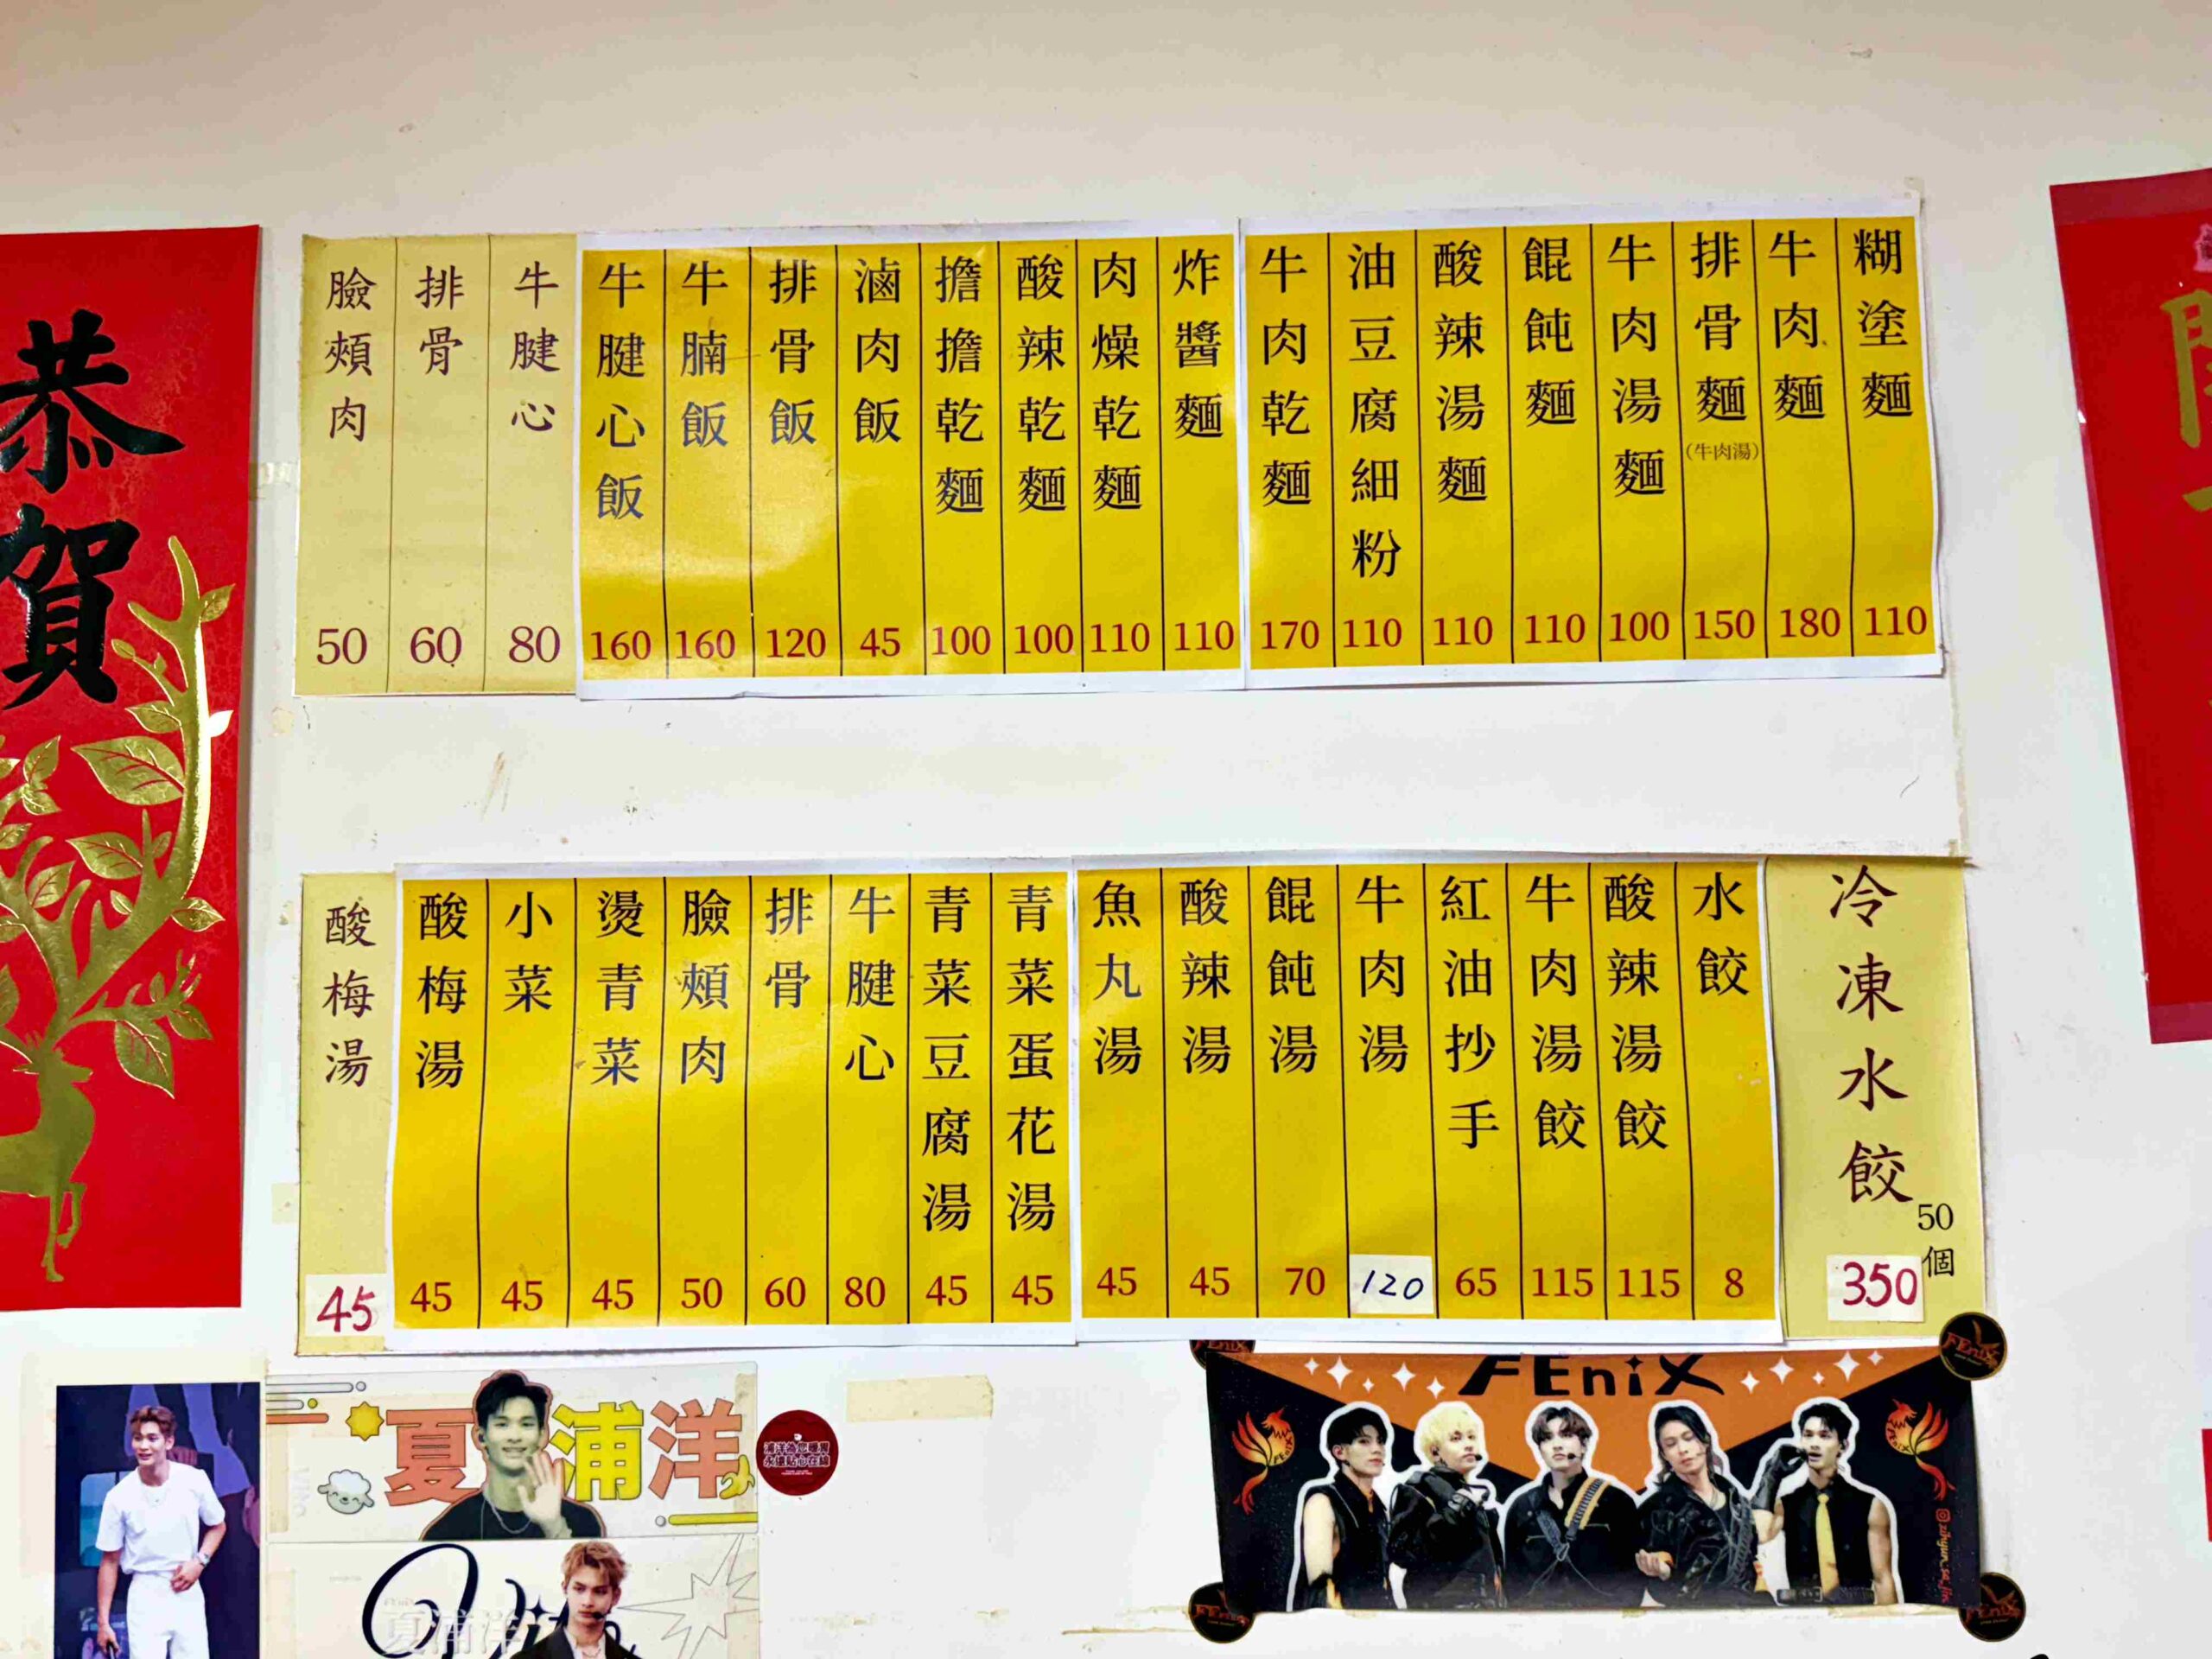 糊塗麵 110
牛肉麵 180
排骨麵 (牛肉湯) 150
牛肉湯麵 100
餛飩麵 110
酸辣湯麵 110
油豆腐細粉 110
牛肉乾麵 170
炸醬麵 110
肉燥乾麵 110
酸辣乾麵 100
擔擔乾麵 100
滷肉飯 45
排骨飯 120
牛腩飯 160
牛腱心飯 160
牛腱心 80
排骨 60
臉頰肉 50
冷凍水餃 50個 350
水餃 8
酸辣湯餃 115
牛肉湯餃 115
紅油抄手 65
牛肉湯 120
餛飩湯 70
酸辣湯 45
魚丸湯 45
青菜蛋花湯 45
青菜豆腐湯 45
牛腱心 80
排骨 60
臉頰肉 50
燙青菜 45
小菜 45
酸梅湯 45
酸梅湯 45
恭賀
夏浦洋
夏浦洋
FEniX